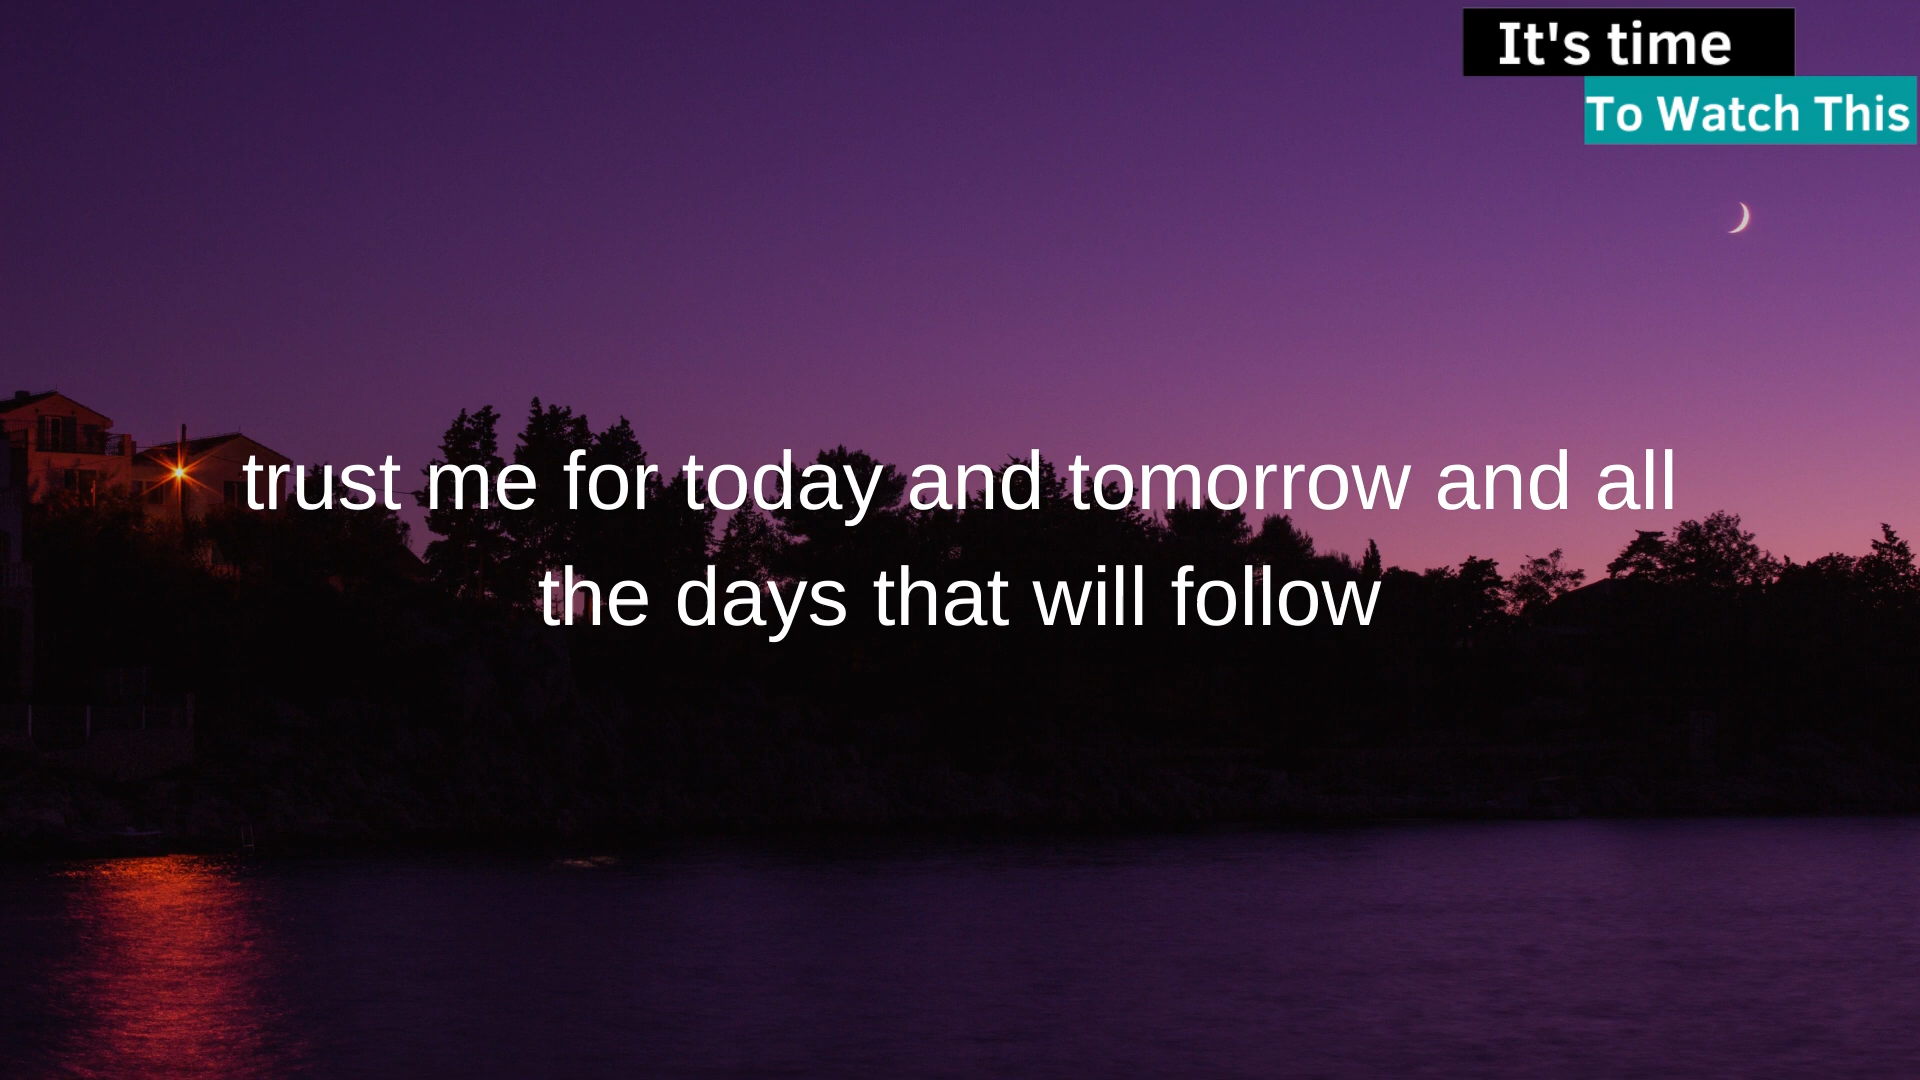 It's time
To Watch This
trust me for today and tomorrow and all
the days that will follow